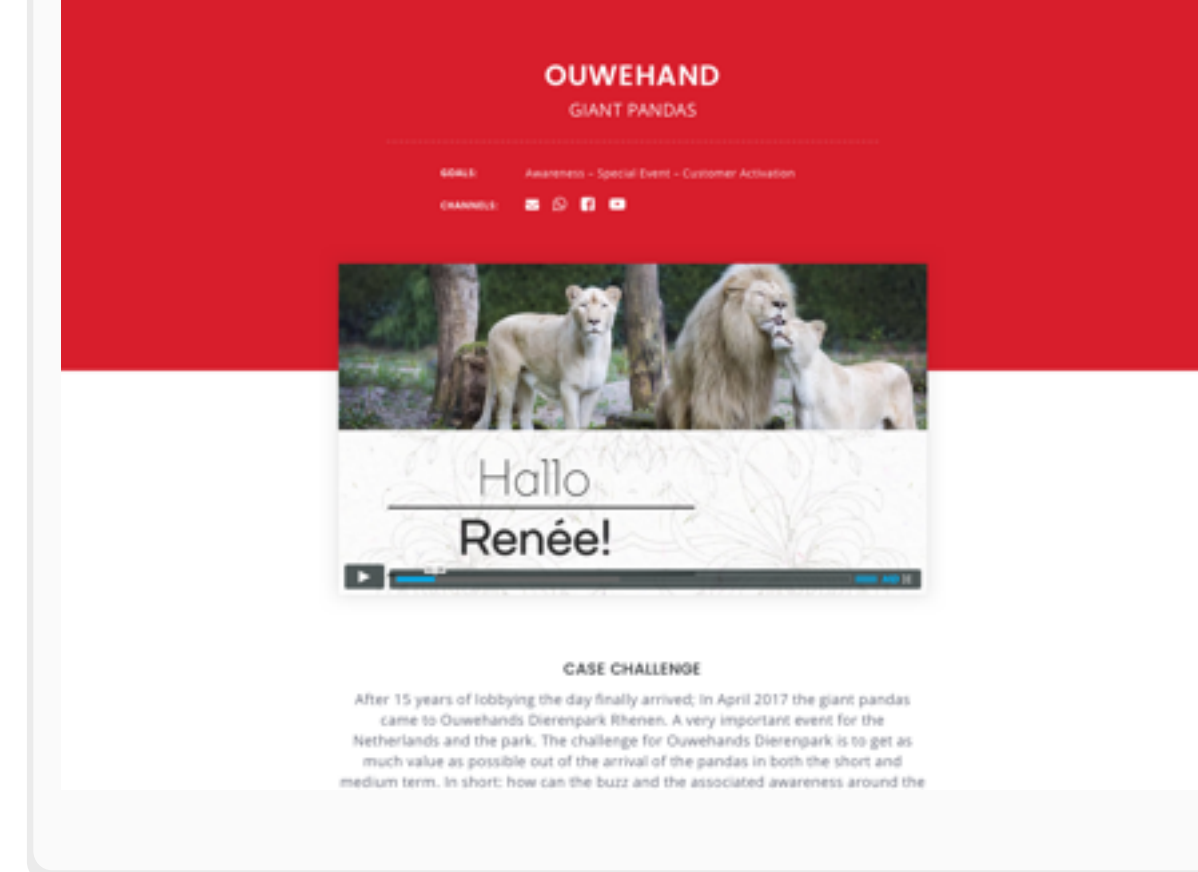 OUWEHAND
GIANT PANDAS
GOALS: Awareness – Special Event – Customer Activation
CHANNELS:
Hallo
Renée!
CASE CHALLENGE
After 15 years of lobbying the day finally arrived; In April 2017 the giant pandas
came to Ouwehands Dierenpark Rhenen. A very important event for the
Netherlands and the park. The challenge for Ouwehands Dierenpark is to get as
much value as possible out of the arrival of the pandas in both the short and
medium term. In short: how can the buzz and the associated awareness around the